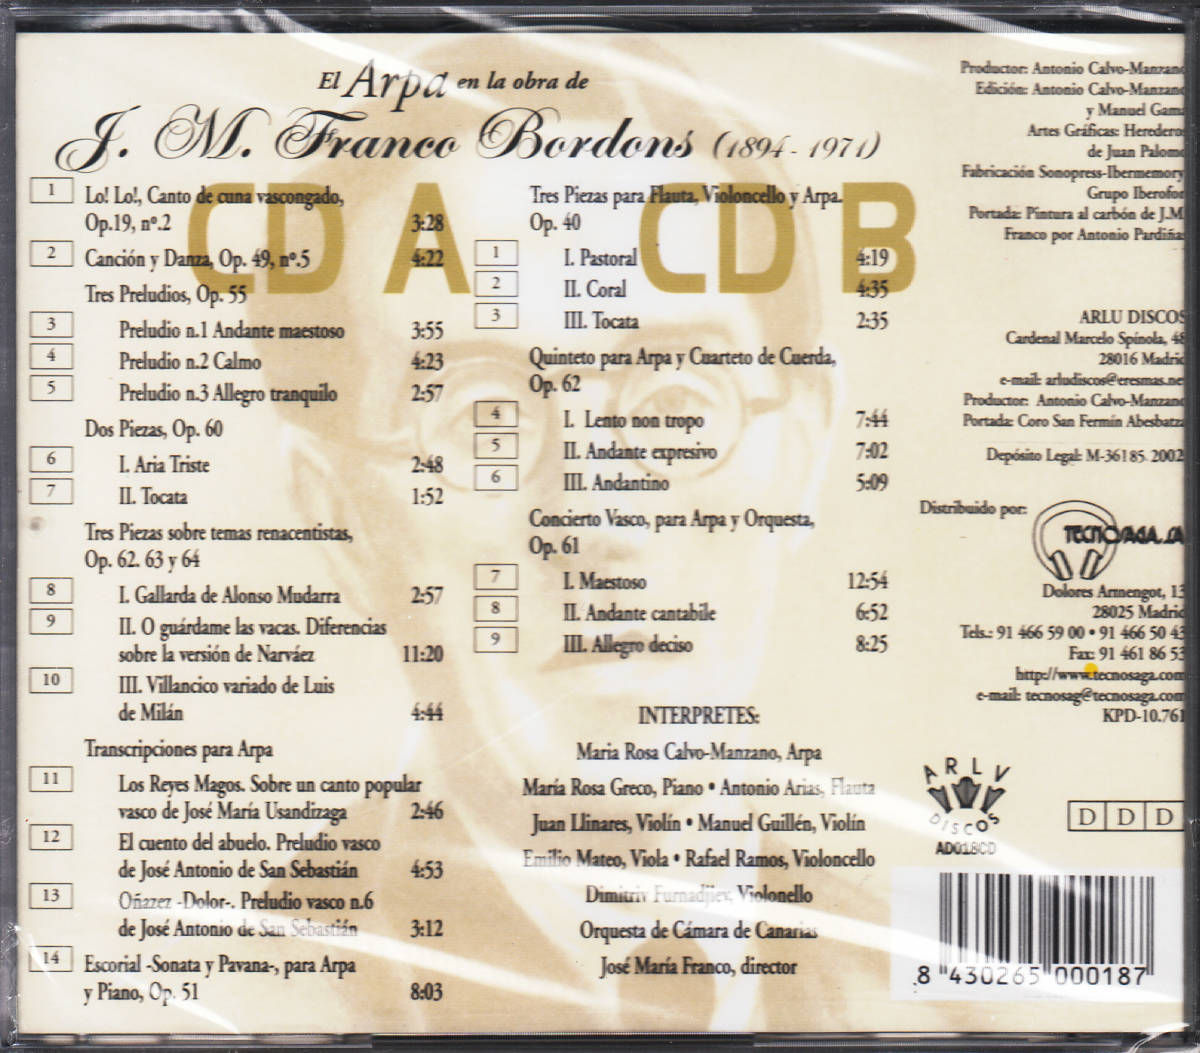 El Arpa en la obra de
J. M. Franco Bordons (1894 - 1971)
CD A
1 Lo! Lo!, Canto de cuna vascongado,
Op.19, nº.2 3:28
2 Canción y Danza, Op. 49, nº.5 4:22
Tres Preludios, Op. 55
3 Preludio n.1 Andante maestoso 3:55
4 Preludio n.2 Calmo 4:23
5 Preludio n.3 Allegro tranquilo 2:57
Dos Piezas, Op. 60
6 I. Aria Triste 2:48
7 II. Tocata 1:52
Tres Piezas sobre temas renacentistas,
Op. 62. 63 y 64
8 I. Gallarda de Alonso Mudarra 2:57
9 II. O guárdame las vacas. Diferencias
sobre la versión de Narváez 11:20
10 III. Villancico variado de Luis
de Milán 4:44
Transcripciones para Arpa
11 Los Reyes Magos. Sobre un canto popular
vasco de José María Usandizaga 2:46
12 El cuento del abuelo. Preludio vasco
de José Antonio de San Sebastián 4:53
13 Oñazez -Dolor-. Preludio vasco n.6
de José Antonio de San Sebastián 3:12
14 Escorial -Sonata y Pavana-, para Arpa
y Piano, Op. 51 8:03
CD B
Tres Piezas para Flauta, Violoncello y Arpa.
Op. 40
1 I. Pastoral 4:19
2 II. Coral 4:35
3 III. Tocata 2:35
Quinteto para Arpa y Cuarteto de Cuerda,
Op. 62
4 I. Lento non tropo 7:44
5 II. Andante expresivo 7:02
6 III. Andantino 5:09
Concierto Vasco, para Arpa y Orquesta,
Op. 61
7 I. Maestoso 12:54
8 II. Andante cantabile 6:52
9 III. Allegro deciso 8:25
INTERPRETES:
Maria Rosa Calvo-Manzano, Arpa
María Rosa Greco, Piano • Antonio Arias, Flauta
Juan Llinares, Violín • Manuel Guillén, Violín
Emilio Mateo, Viola • Rafael Ramos, Violoncello
Dimitriv Furnadjiev, Violonello
Orquesta de Cámara de Canarias
José María Franco, director
Productor: Antonio Calvo-Manzano
Edición: Antonio Calvo-Manzano
y Manuel Gama
Artes Gráficas: Herederos
de Juan Palomo
Fabricación Sonopress-Ibermemory
Grupo Iberofon
Portada: Pintura al carbón de J.M.
Franco por Antonio Pardiñas
ARLU DISCOS
Cardenal Marcelo Spínola, 48
28016 Madrid
e-mail: arludiscos@eresmas.net
Productor: Antonio Calvo-Manzano
Portada: Coro San Fermín Abesbatza
Depósito Legal: M-36185 2002
Distribuido por:
TECNOSAGA, S.A.
Dolores Armengot, 13
28025 Madrid
Tels.: 91 466 59 00 • 91 466 50 43
Fax: 91 461 86 53
http://www.tecnosaga.com
e-mail: tecnosag@tecnosaga.com
KPD-10.761
ARLV
DISCOS
AD018CD
D D D
8 430265 000187